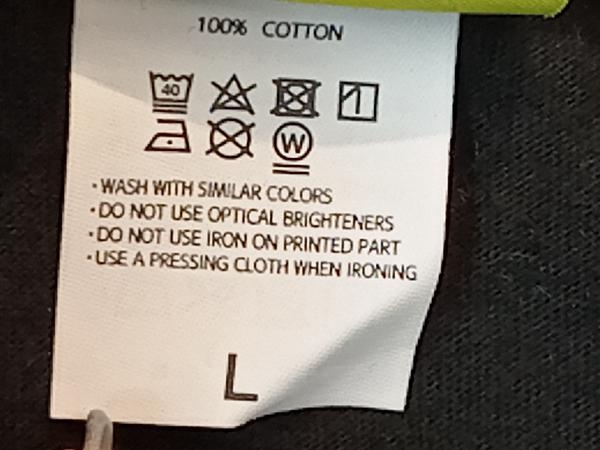 100% COTTON
40
W
·WASH WITH SIMILAR COLORS
·DO NOT USE OPTICAL BRIGHTENERS
·DO NOT USE IRON ON PRINTED PART
·USE A PRESSING CLOTH WHEN IRONING
L